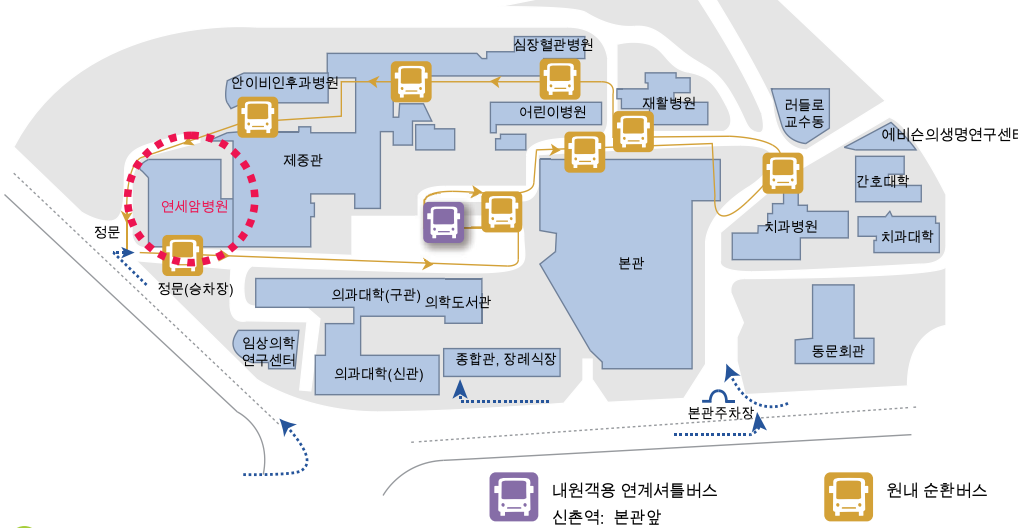 심장혈관병원
안이비인후과병원
어린이병원
재활병원
러들로
교수동
에비슨의생명연구센터
제중관
간호대학
연세암병원
정문
치과병원
치과대학
본관
정문(승차장)
의과대학(구관)
의학도서관
임상의학
연구센터
의과대학(신관)
종합관, 장례식장
동문회관
본관주차장
내원객용 연계셔틀버스
신촌역: 본관앞
원내 순환버스